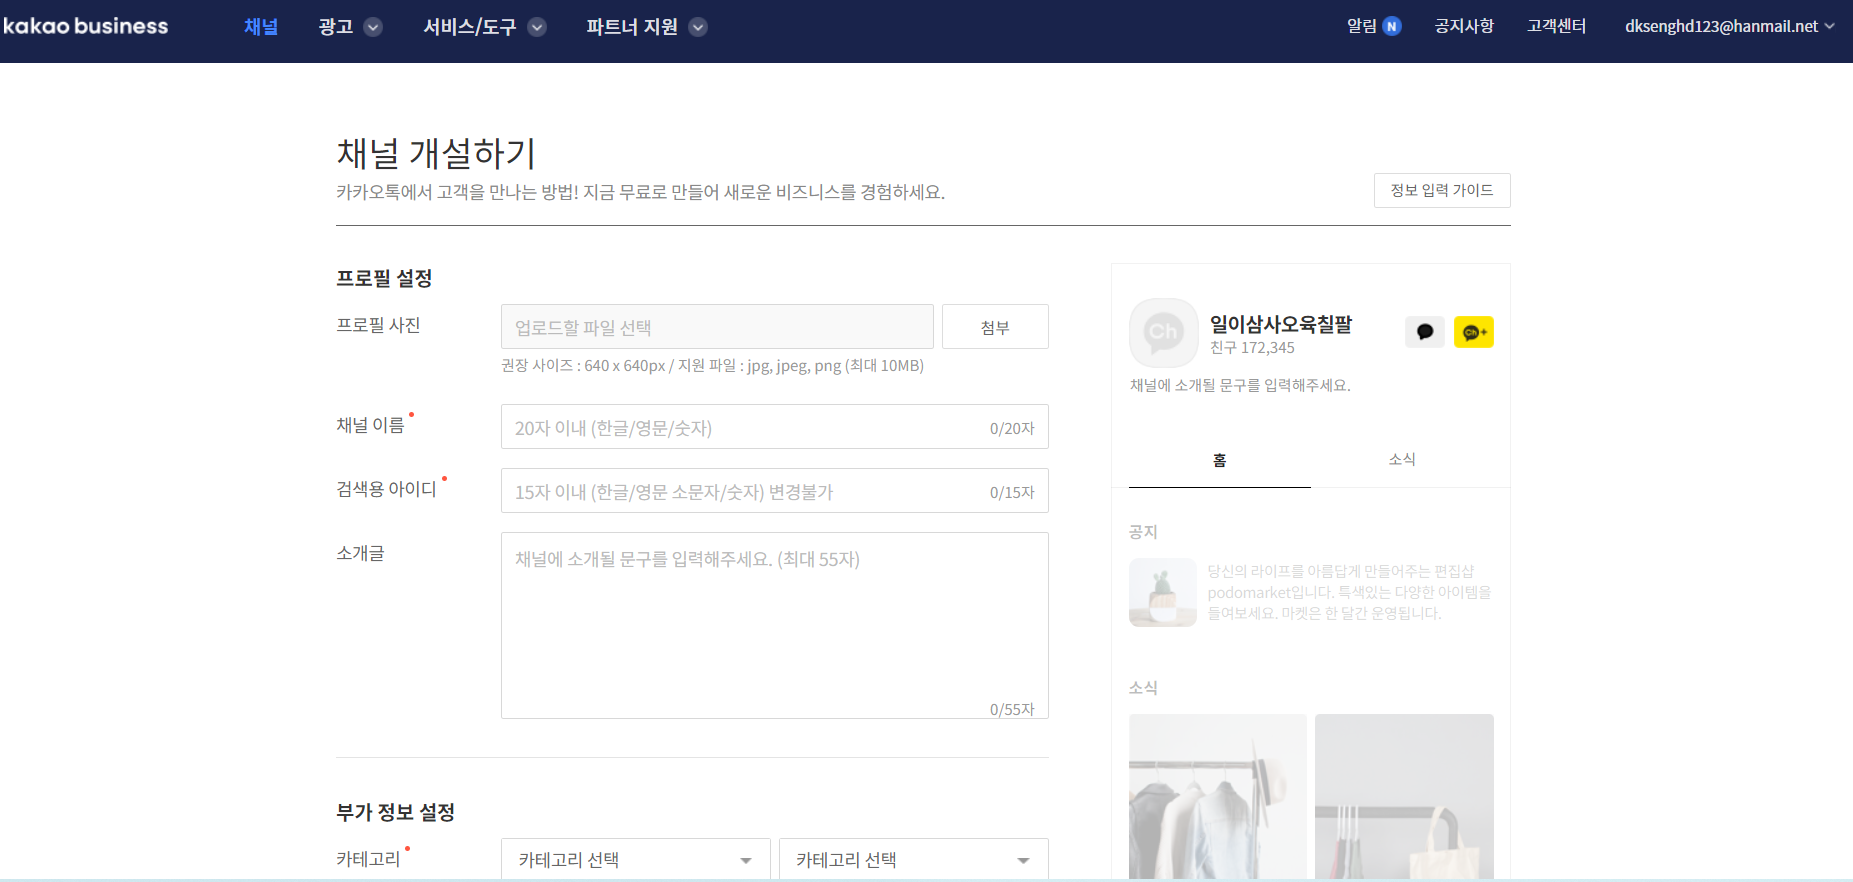 kakao business
채널
광고
서비스/도구
파트너 지원
알림 N
공지사항
고객센터
dksenghd123@hanmail.net
채널 개설하기
카카오톡에서 고객을 만나는 방법! 지금 무료로 만들어 새로운 비즈니스를 경험하세요.
정보 입력 가이드
프로필 설정
프로필 사진
업로드할 파일 선택
첨부
권장 사이즈 : 640 x 640px / 지원 파일 : jpg, jpeg, png (최대 10MB)
채널 이름
20자 이내 (한글/영문/숫자)
0/20자
검색용 아이디
15자 이내 (한글/영문 소문자/숫자) 변경불가
0/15자
소개글
채널에 소개될 문구를 입력해주세요. (최대 55자)
0/55자
부가 정보 설정
카테고리
카테고리 선택
카테고리 선택
Ch
일이삼사오육칠팔
친구 172,345
Ch+
채널에 소개될 문구를 입력해주세요.
홈
소식
공지
당신의 라이프를 아름답게 만들어주는 편집샵
podomarket입니다. 특색있는 다양한 아이템을
들여보세요. 마켓은 한 달간 운영됩니다.
소식